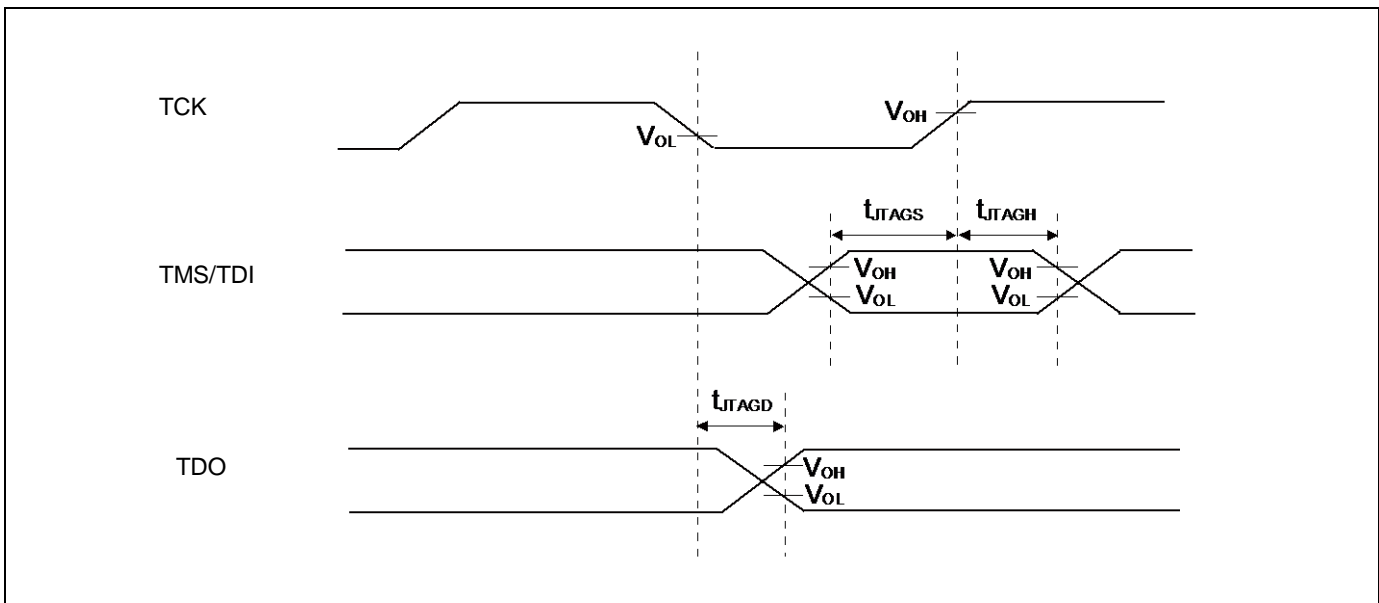 TCK
VOL
VOH
tJTAGS
tJTAGH
TMS/TDI
VOH
VOL
VOH
VOL
tJTAGD
TDO
VOH
VOL